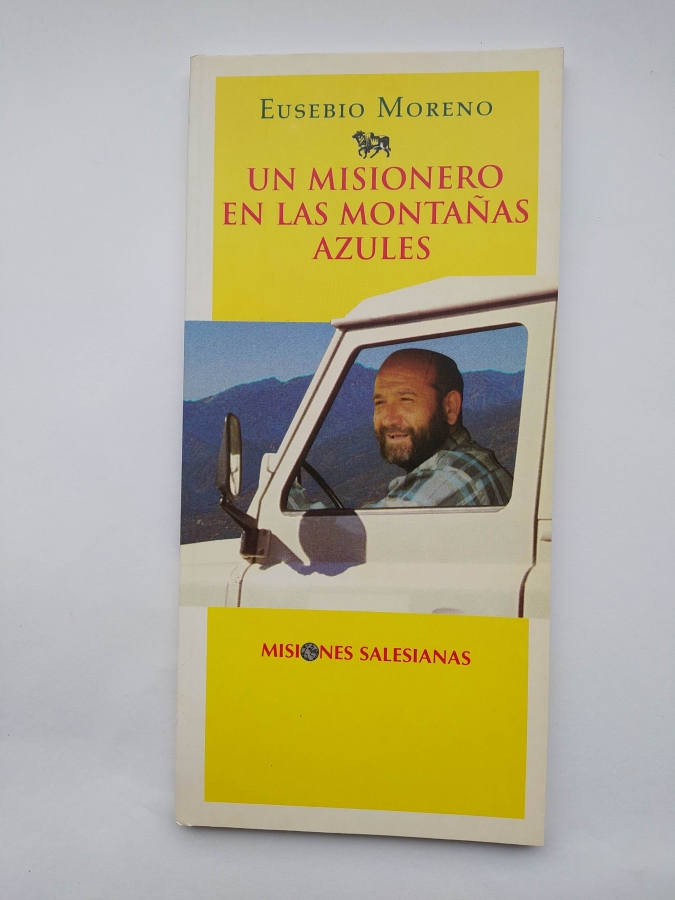 EUSEBIO MORENO
UN MISIONERO
EN LAS MONTAÑAS
AZULES
MISIONES SALESIANAS